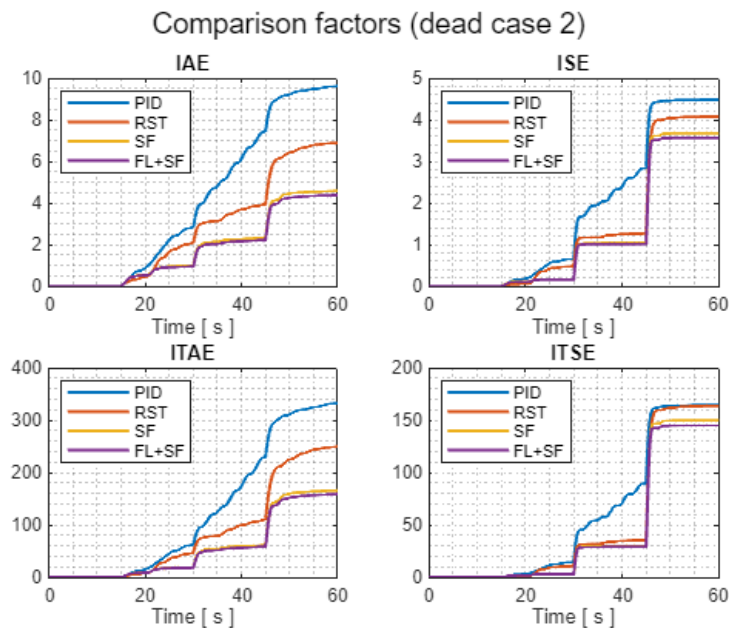 Comparison factors (dead case 2)
IAE
10
8
6
4
2
0
PID
RST
SF
FL+SF
20
40
60
Time [ s ]
ISE
5
4
3
2
1
0
PID
RST
SF
FL+SF
0
20
40
60
Time [ s ]
ITAE
400
300
200
100
0
PID
RST
SF
FL+SF
0
20
40
60
Time [ s ]
ITSE
200
150
100
50
0
PID
RST
SF
FL+SF
0
20
40
60
Time [ s ]